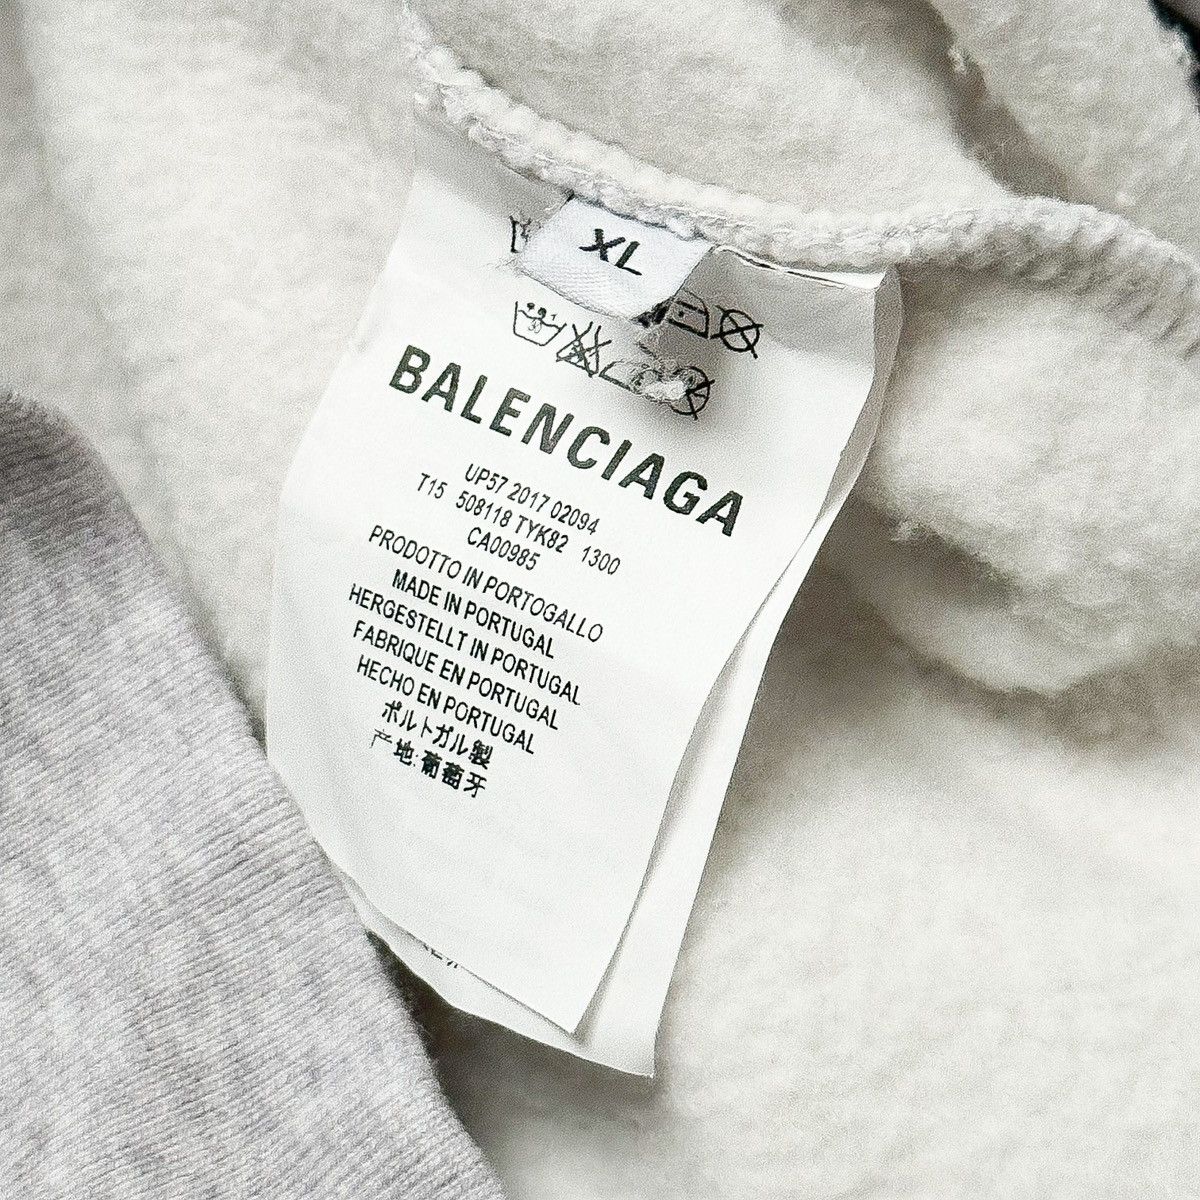 XL
BALENCIAGA
UP57 2017 02094
T15 508118 TYK82 1300
CA00985
PRODOTTO IN PORTOGALLO
MADE IN PORTUGAL
HERGESTELLT IN PORTUGAL
FABRIQUE EN PORTUGAL
HECHO EN PORTUGAL
ポルトガル製
产地:葡萄牙